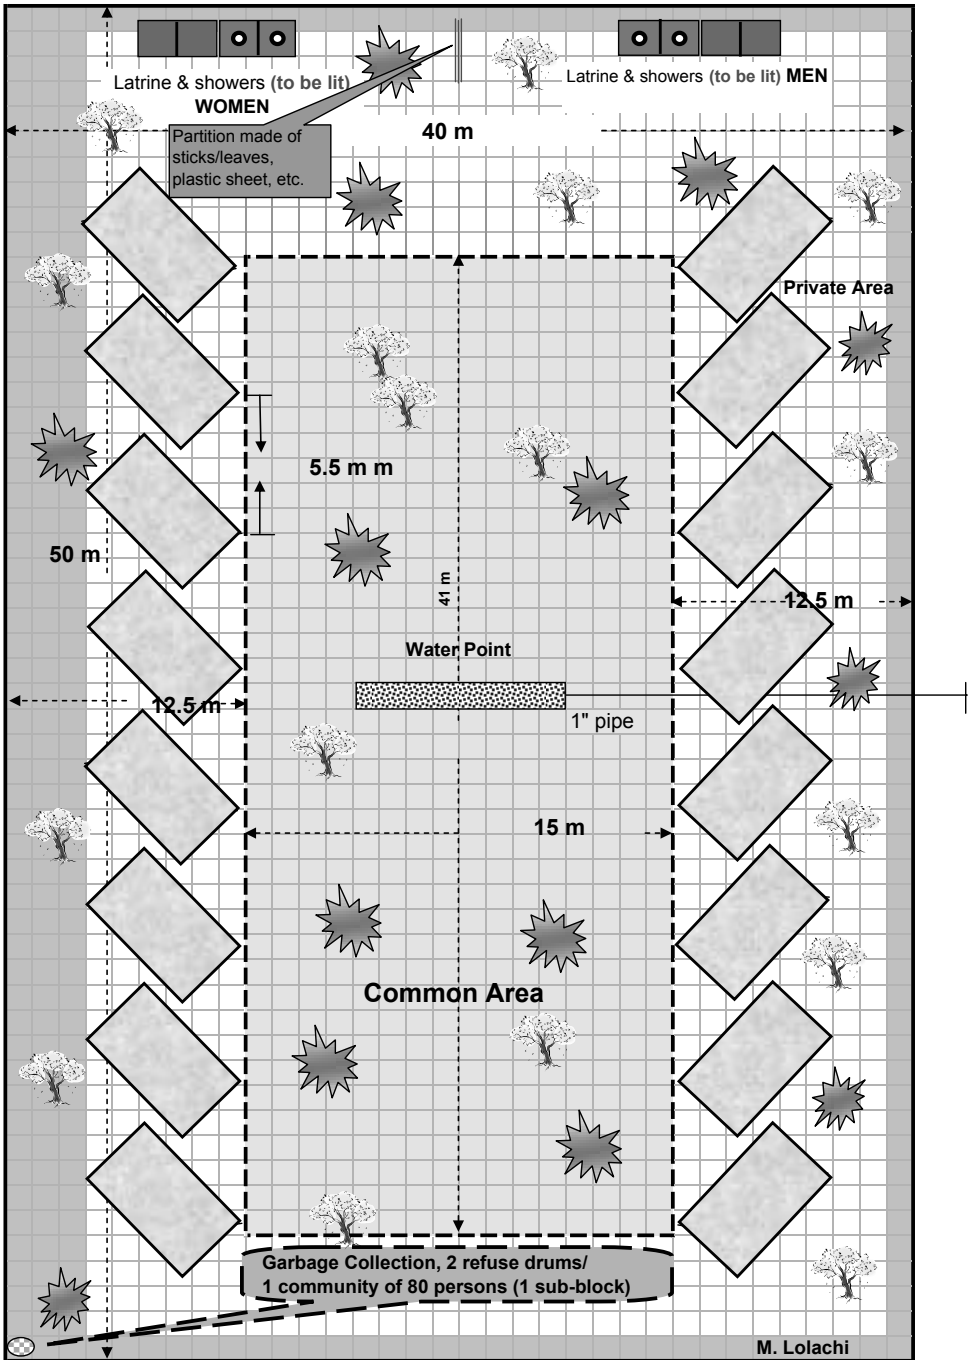 Latrine & showers (to be lit)
WOMEN
Latrine & showers (to be lit) MEN
Partition made of
sticks/leaves,
plastic sheet, etc.
40 m
Private Area
5.5 m m
50 m
41 m
12.5 m
Water Point
12.5 m
1" pipe
15 m
Common Area
Garbage Collection, 2 refuse drums/
1 community of 80 persons (1 sub-block)
M. Lolachi